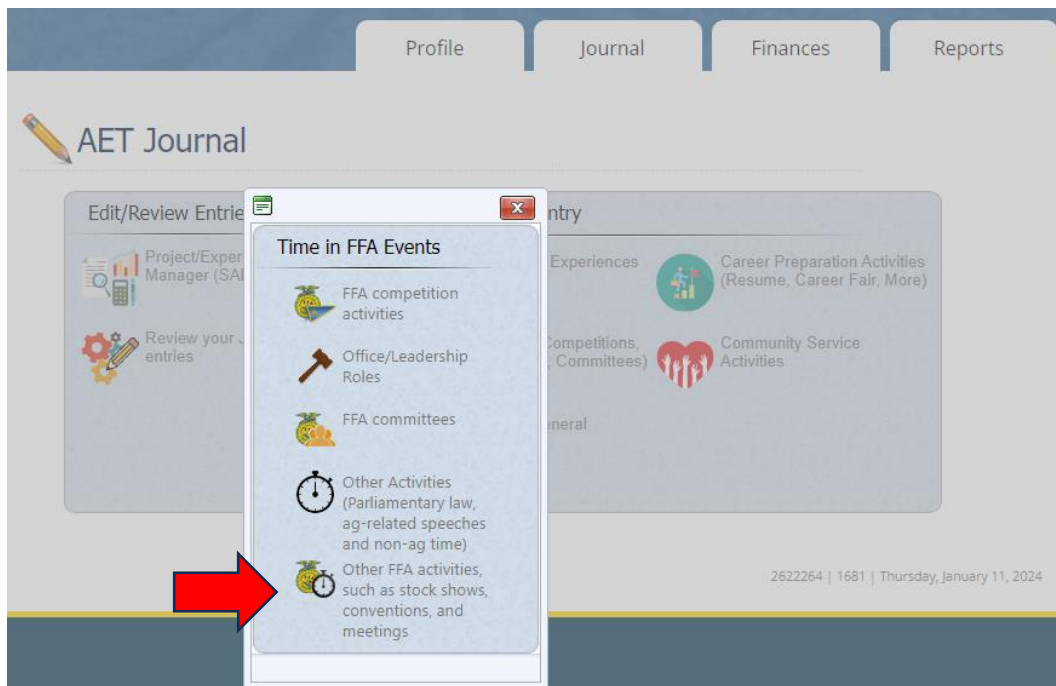 Profile
Journal
Finances
Reports
AET Journal
Edit/Review Entrie
ntry
Project/Exper
Manager (SA
Review your
entries
Time in FFA Events
FFA competition
activities
Office/Leadership
Roles
FFA committees
Other Activities
(Parliamentary law,
ag-related speeches
and non-ag time)
Other FFA activities,
such as stock shows,
conventions, and
meetings
Experiences
Career Preparation Activities
(Resume, Career Fair, More)
Competitions,
, Committees)
Community Service
Activities
eneral
2622264 | 1681 | Thursday, January 11, 2024